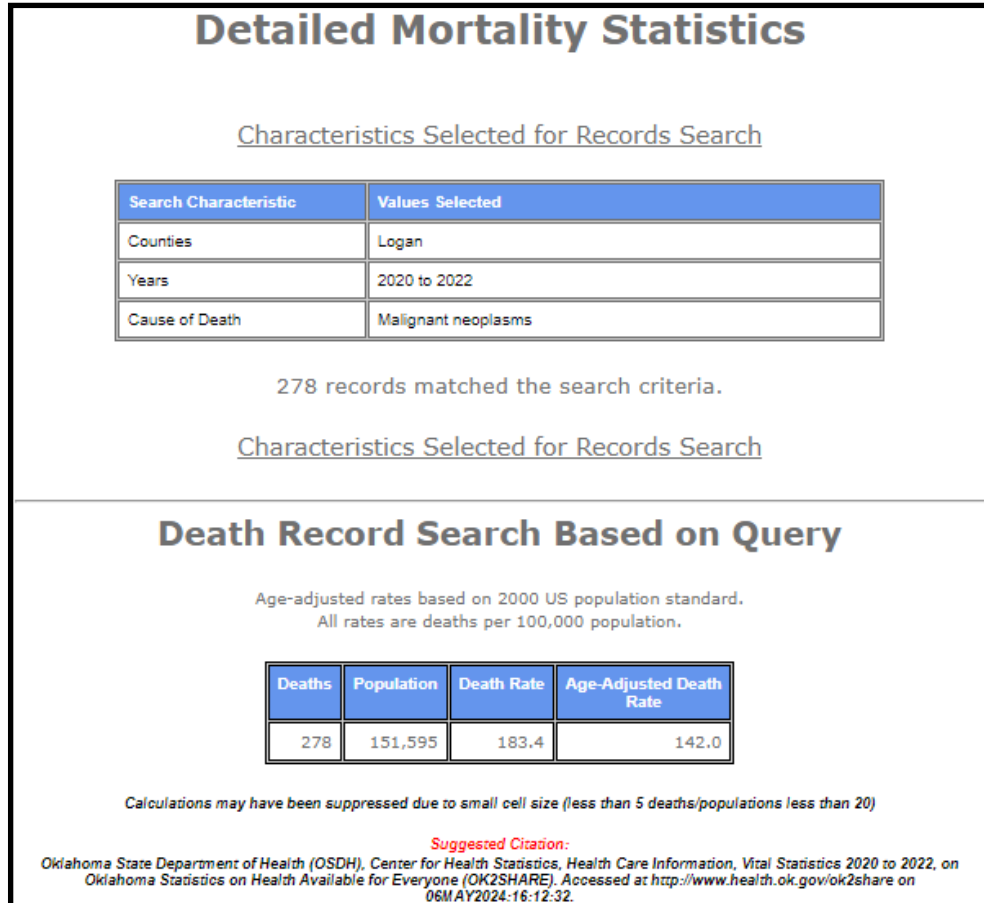 Detailed Mortality Statistics
Characteristics Selected for Records Search
Search Characteristic Values Selected
Counties Logan
Years 2020 to 2022
Cause of Death Malignant neoplasms
278 records matched the search criteria.
Characteristics Selected for Records Search
Death Record Search Based on Query
Age-adjusted rates based on 2000 US population standard.
All rates are deaths per 100,000 population.
Deaths Population Death Rate Age-Adjusted Death
Rate
278 151,595 183.4 142.0
Calculations may have been suppressed due to small cell size (less than 5 deaths/populations less than 20)
Suggested Citation:
Oklahoma State Department of Health (OSDH), Center for Health Statistics, Health Care Information, Vital Statistics 2020 to 2022, on
Oklahoma Statistics on Health Available for Everyone (OK2SHARE). Accessed at http://www.health.ok.gov/ok2share on
06MAY2024:16:12:32.